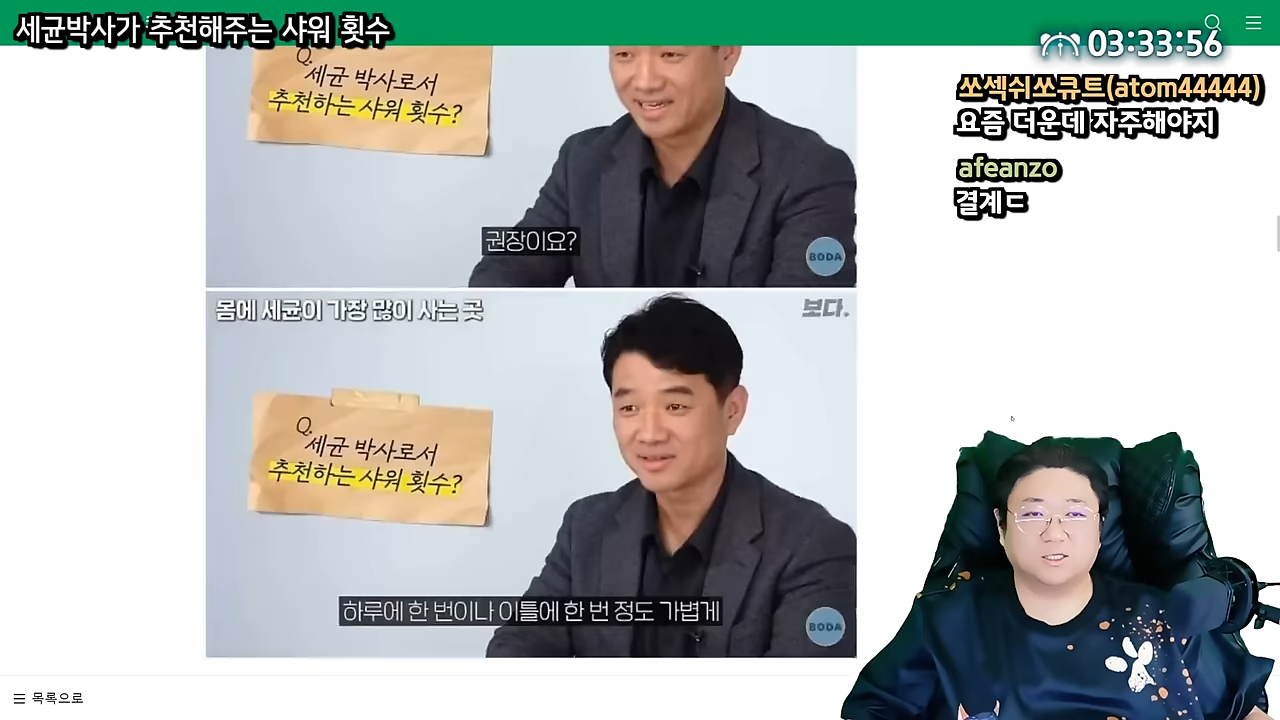 세균박사가 추천해주는 샤워 횟수
03:33:56
Q.
세균 박사로서
추천하는 샤워 횟수?
쏘섹쉬쏘큐트(atom44444)
요즘 더운데 자주해야지
afeanzo
결계ㄷ
권장이요?
BODA
몸에 세균이 가장 많이 사는 곳
보다.
Q.
세균 박사로서
추천하는 샤워 횟수?
하루에 한 번이나 이틀에 한 번 정도 가볍게
BODA
목록으로